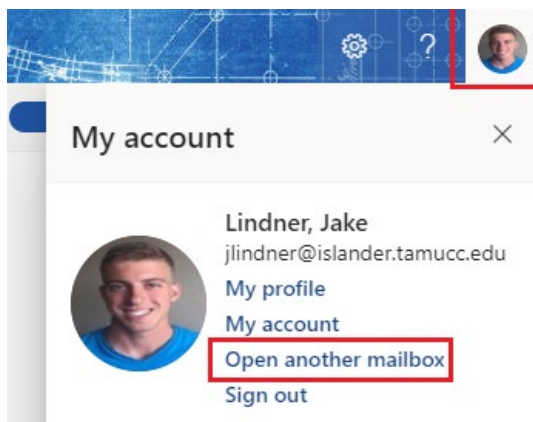 ?
My account
Lindner, Jake
jlindner@islander.tamucc.edu
My profile
My account
Open another mailbox
Sign out